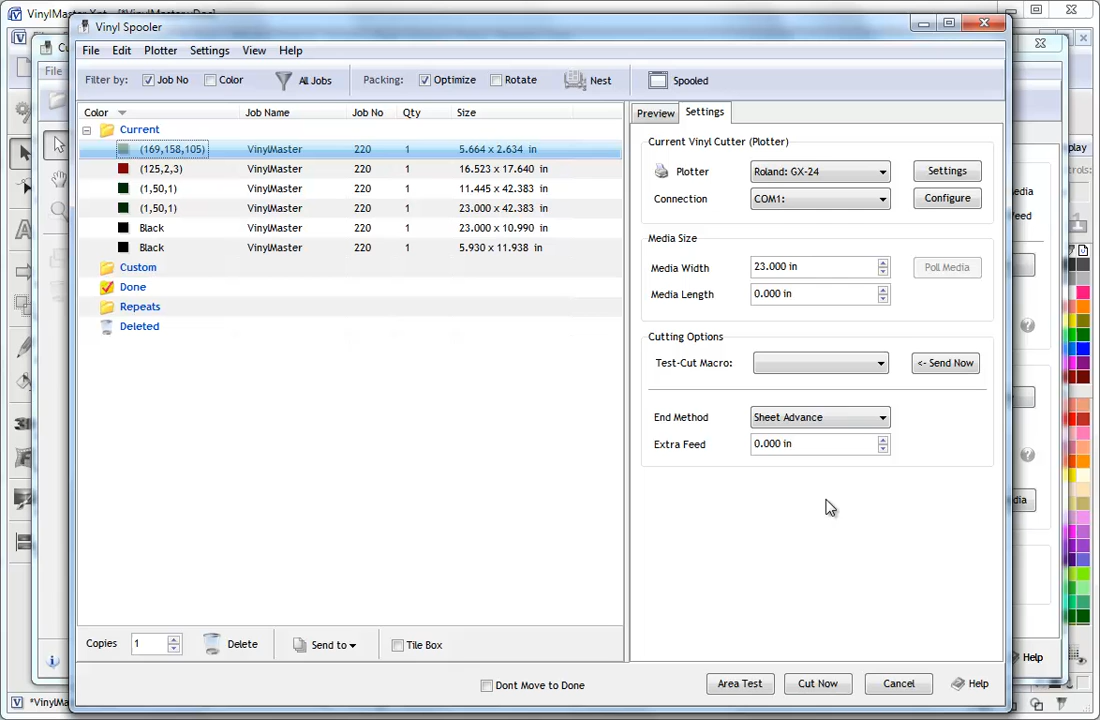 Vinyl Spooler
File Edit Plotter Settings View Help
Filter by: Job No Color All Jobs Packing: Optimize Rotate Nest Spooled
Color Job Name Job No Qty Size
Current
(169,158,105) VinylMaster 220 1 5.664 x 2.634 in
(125,2,3) VinylMaster 220 1 16.523 x 17.640 in
(1,50,1) VinylMaster 220 1 11.445 x 42.383 in
(1,50,1) VinylMaster 220 1 23.000 x 42.383 in
Black VinylMaster 220 1 23.000 x 10.990 in
Black VinylMaster 220 1 5.930 x 11.938 in
Custom
Done
Repeats
Deleted
Preview Settings
Current Vinyl Cutter (Plotter)
Plotter Roland: GX-24 Settings
Connection COM1: Configure
Media Size
Media Width 23.000 in Poll Media
Media Length 0.000 in
Cutting Options
Test-Cut Macro: <- Send Now
End Method Sheet Advance
Extra Feed 0.000 in
Copies 1 Delete Send to Tile Box
Dont Move to Done Area Test Cut Now Cancel Help
File
Help